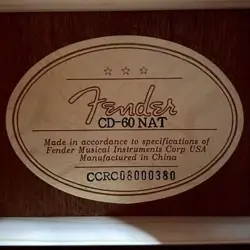 Fender
CD-60 NAT
Made in accordance to specifications of
Fender Musical Instruments Corp USA
Manufactured in China
CCRC08000380